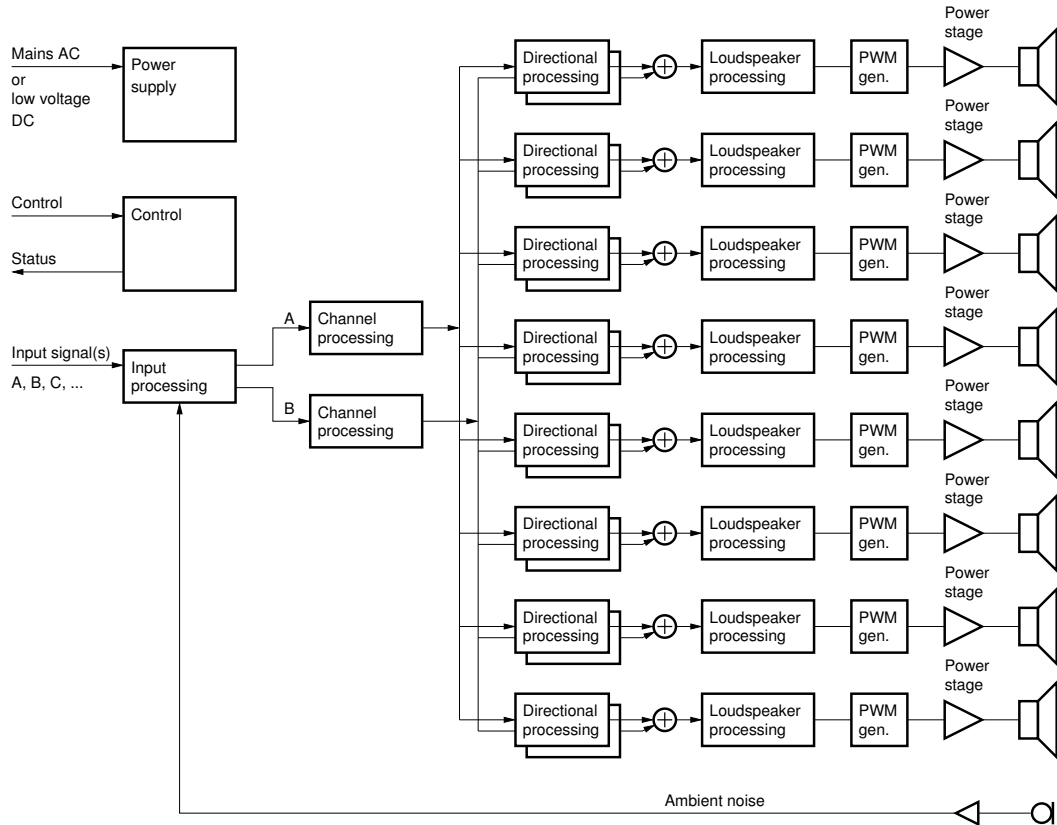 Mains AC
or
low voltage
DC
Power
supply
Control
Status
Control
Input signal(s)
A, B, C, ...
Input
processing
A
B
Channel
processing
Channel
processing
Directional
processing
Loudspeaker
processing
PWM
gen.
Power
stage
Directional
processing
Loudspeaker
processing
PWM
gen.
Power
stage
Directional
processing
Loudspeaker
processing
PWM
gen.
Power
stage
Directional
processing
Loudspeaker
processing
PWM
gen.
Power
stage
Directional
processing
Loudspeaker
processing
PWM
gen.
Power
stage
Directional
processing
Loudspeaker
processing
PWM
gen.
Power
stage
Directional
processing
Loudspeaker
processing
PWM
gen.
Power
stage
Directional
processing
Loudspeaker
processing
PWM
gen.
Power
stage
Ambient noise